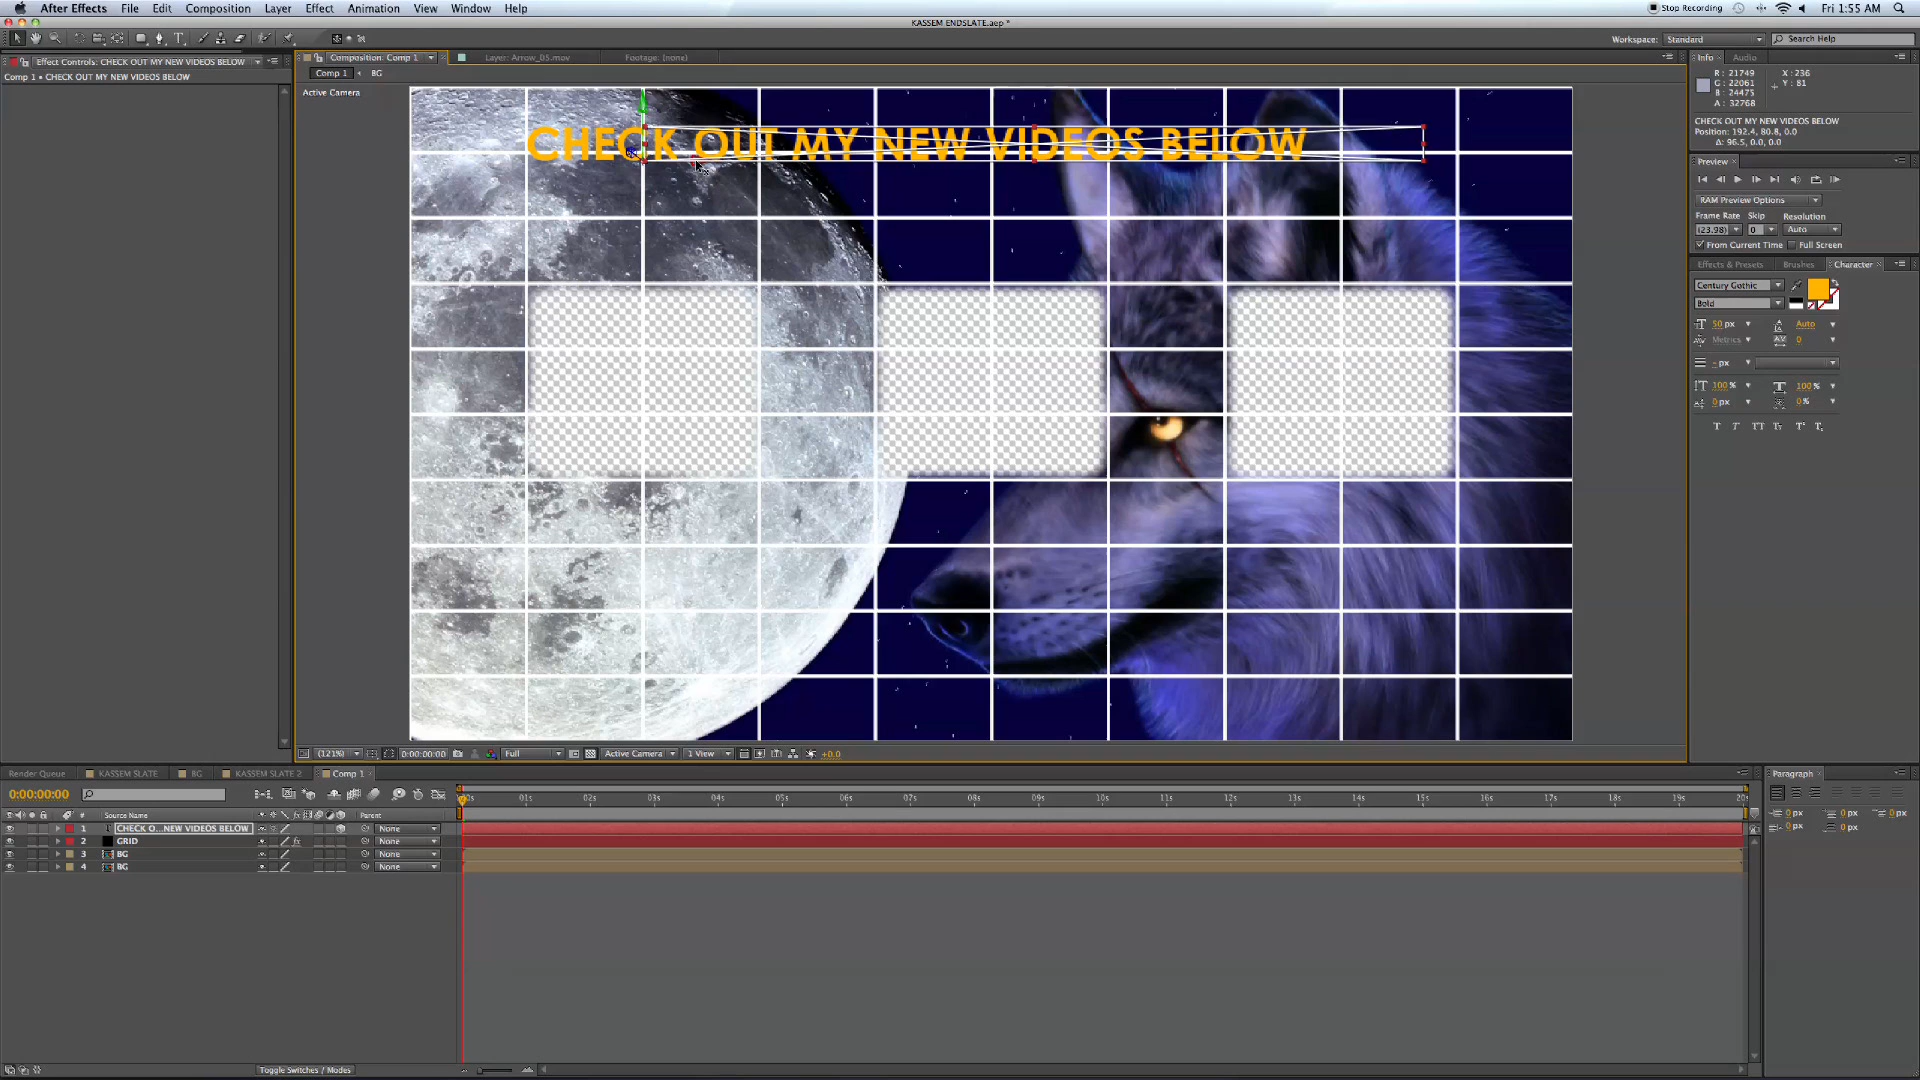 After Effects File Edit Composition Layer Effect Animation View Window Help
Stop Recording Fri 1:55 AM
KASSEM ENDSLATE.aep *
Workspace: Standard Search Help
Effect Controls: CHECK OUT MY NEW VIDEOS BELOW
Comp 1 • CHECK OUT MY NEW VIDEOS BELOW
Composition: Comp 1 Layer: Arrow_05.mov Footage: (none)
Comp 1 BG
Active Camera
CHECK OUT MY NEW VIDEOS BELOW
Info Audio
R: 21749
G: 22061
B: 24475
A: 32768
X: 236
Y: 81
CHECK OUT MY NEW VIDEOS BELOW
Position: 192.4, 80.8, 0.0
Δ: 96.5, 0.0, 0.0
Preview
RAM Preview Options
Frame Rate Skip Resolution
(23.98) 0 Auto
From Current Time Full Screen
Effects & Presets Brushes Character
Century Gothic
Bold
50 px Auto
Metrics 0
- px
100 % 100 %
0 px 0 %
(121%) 0:00:00:00 Full Active Camera 1 View +0.0
Render Queue KASSEM SLATE BG KASSEM SLATE 2 Comp 1
0:00:00:00
# Source Name Parent
1 CHECK O...NEW VIDEOS BELOW None
2 GRID None
3 BG None
4 BG None
01s 02s 03s 04s 05s 06s 07s 08s 09s 10s 11s 12s 13s 14s 15s 16s 17s 18s 19s 20s
Paragraph
0 px 0 px 0 px
0 px 0 px
Toggle Switches / Modes